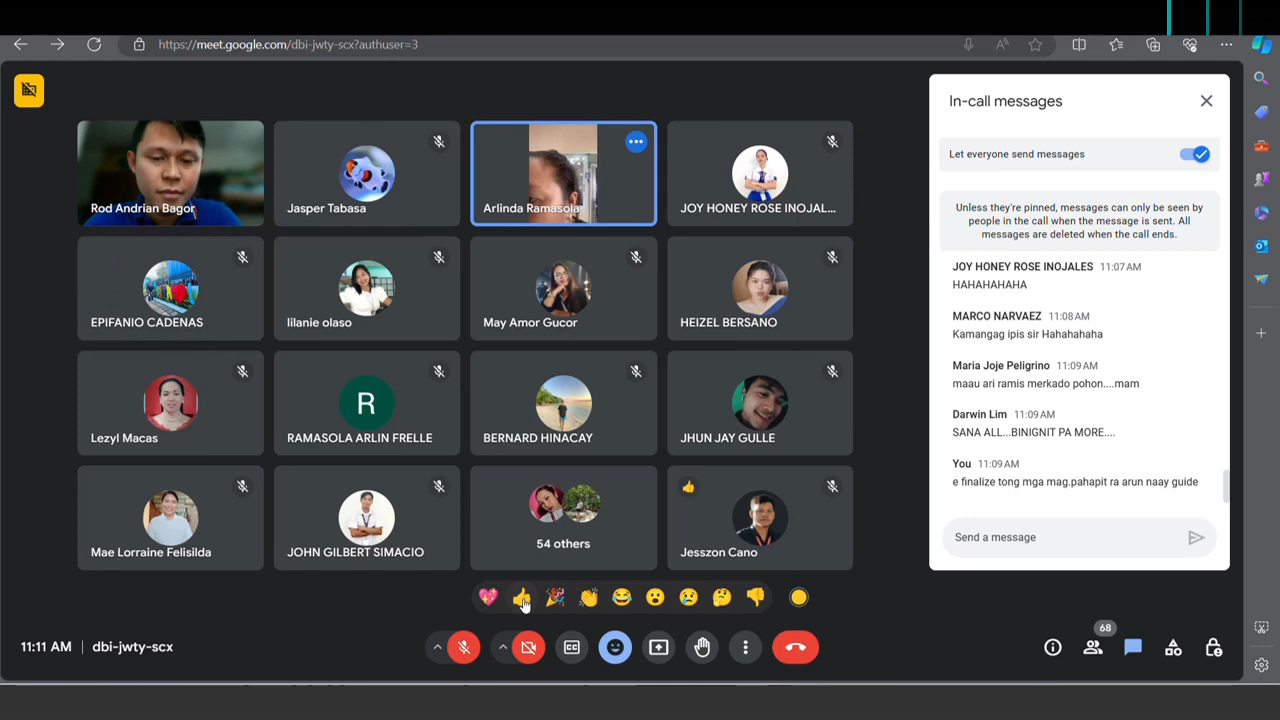 https://meet.google.com/dbi-jwty-scx?authuser=3
Rod Andrian Bagor
Jasper Tabasa
Arlinda Ramasola
JOY HONEY ROSE INOJAL...
EPIFANIO CADENAS
lilanie olaso
May Amor Gucor
HEIZEL BERSANO
Lezyl Macas
R
RAMASOLA ARLIN FRELLE
BERNARD HINACAY
JHUN JAY GULLE
Mae Lorraine Felisilda
JOHN GILBERT SIMACIO
54 others
Jesszon Cano
In-call messages
Let everyone send messages
Unless they're pinned, messages can only be seen by
people in the call when the message is sent. All
messages are deleted when the call ends.
JOY HONEY ROSE INOJALES 11:07 AM
HAHAHAHAHA
MARCO NARVAEZ 11:08 AM
Kamangag ipis sir Hahahahaha
Maria Joje Peligrino 11:09 AM
maau ari ramis merkado pohon....mam
Darwin Lim 11:09 AM
SANA ALL...BINIGNIT PA MORE....
You 11:09 AM
e finalize tong mga mag.pahapit ra arun naay guide
Send a message
11:11 AM dbi-jwty-scx
68